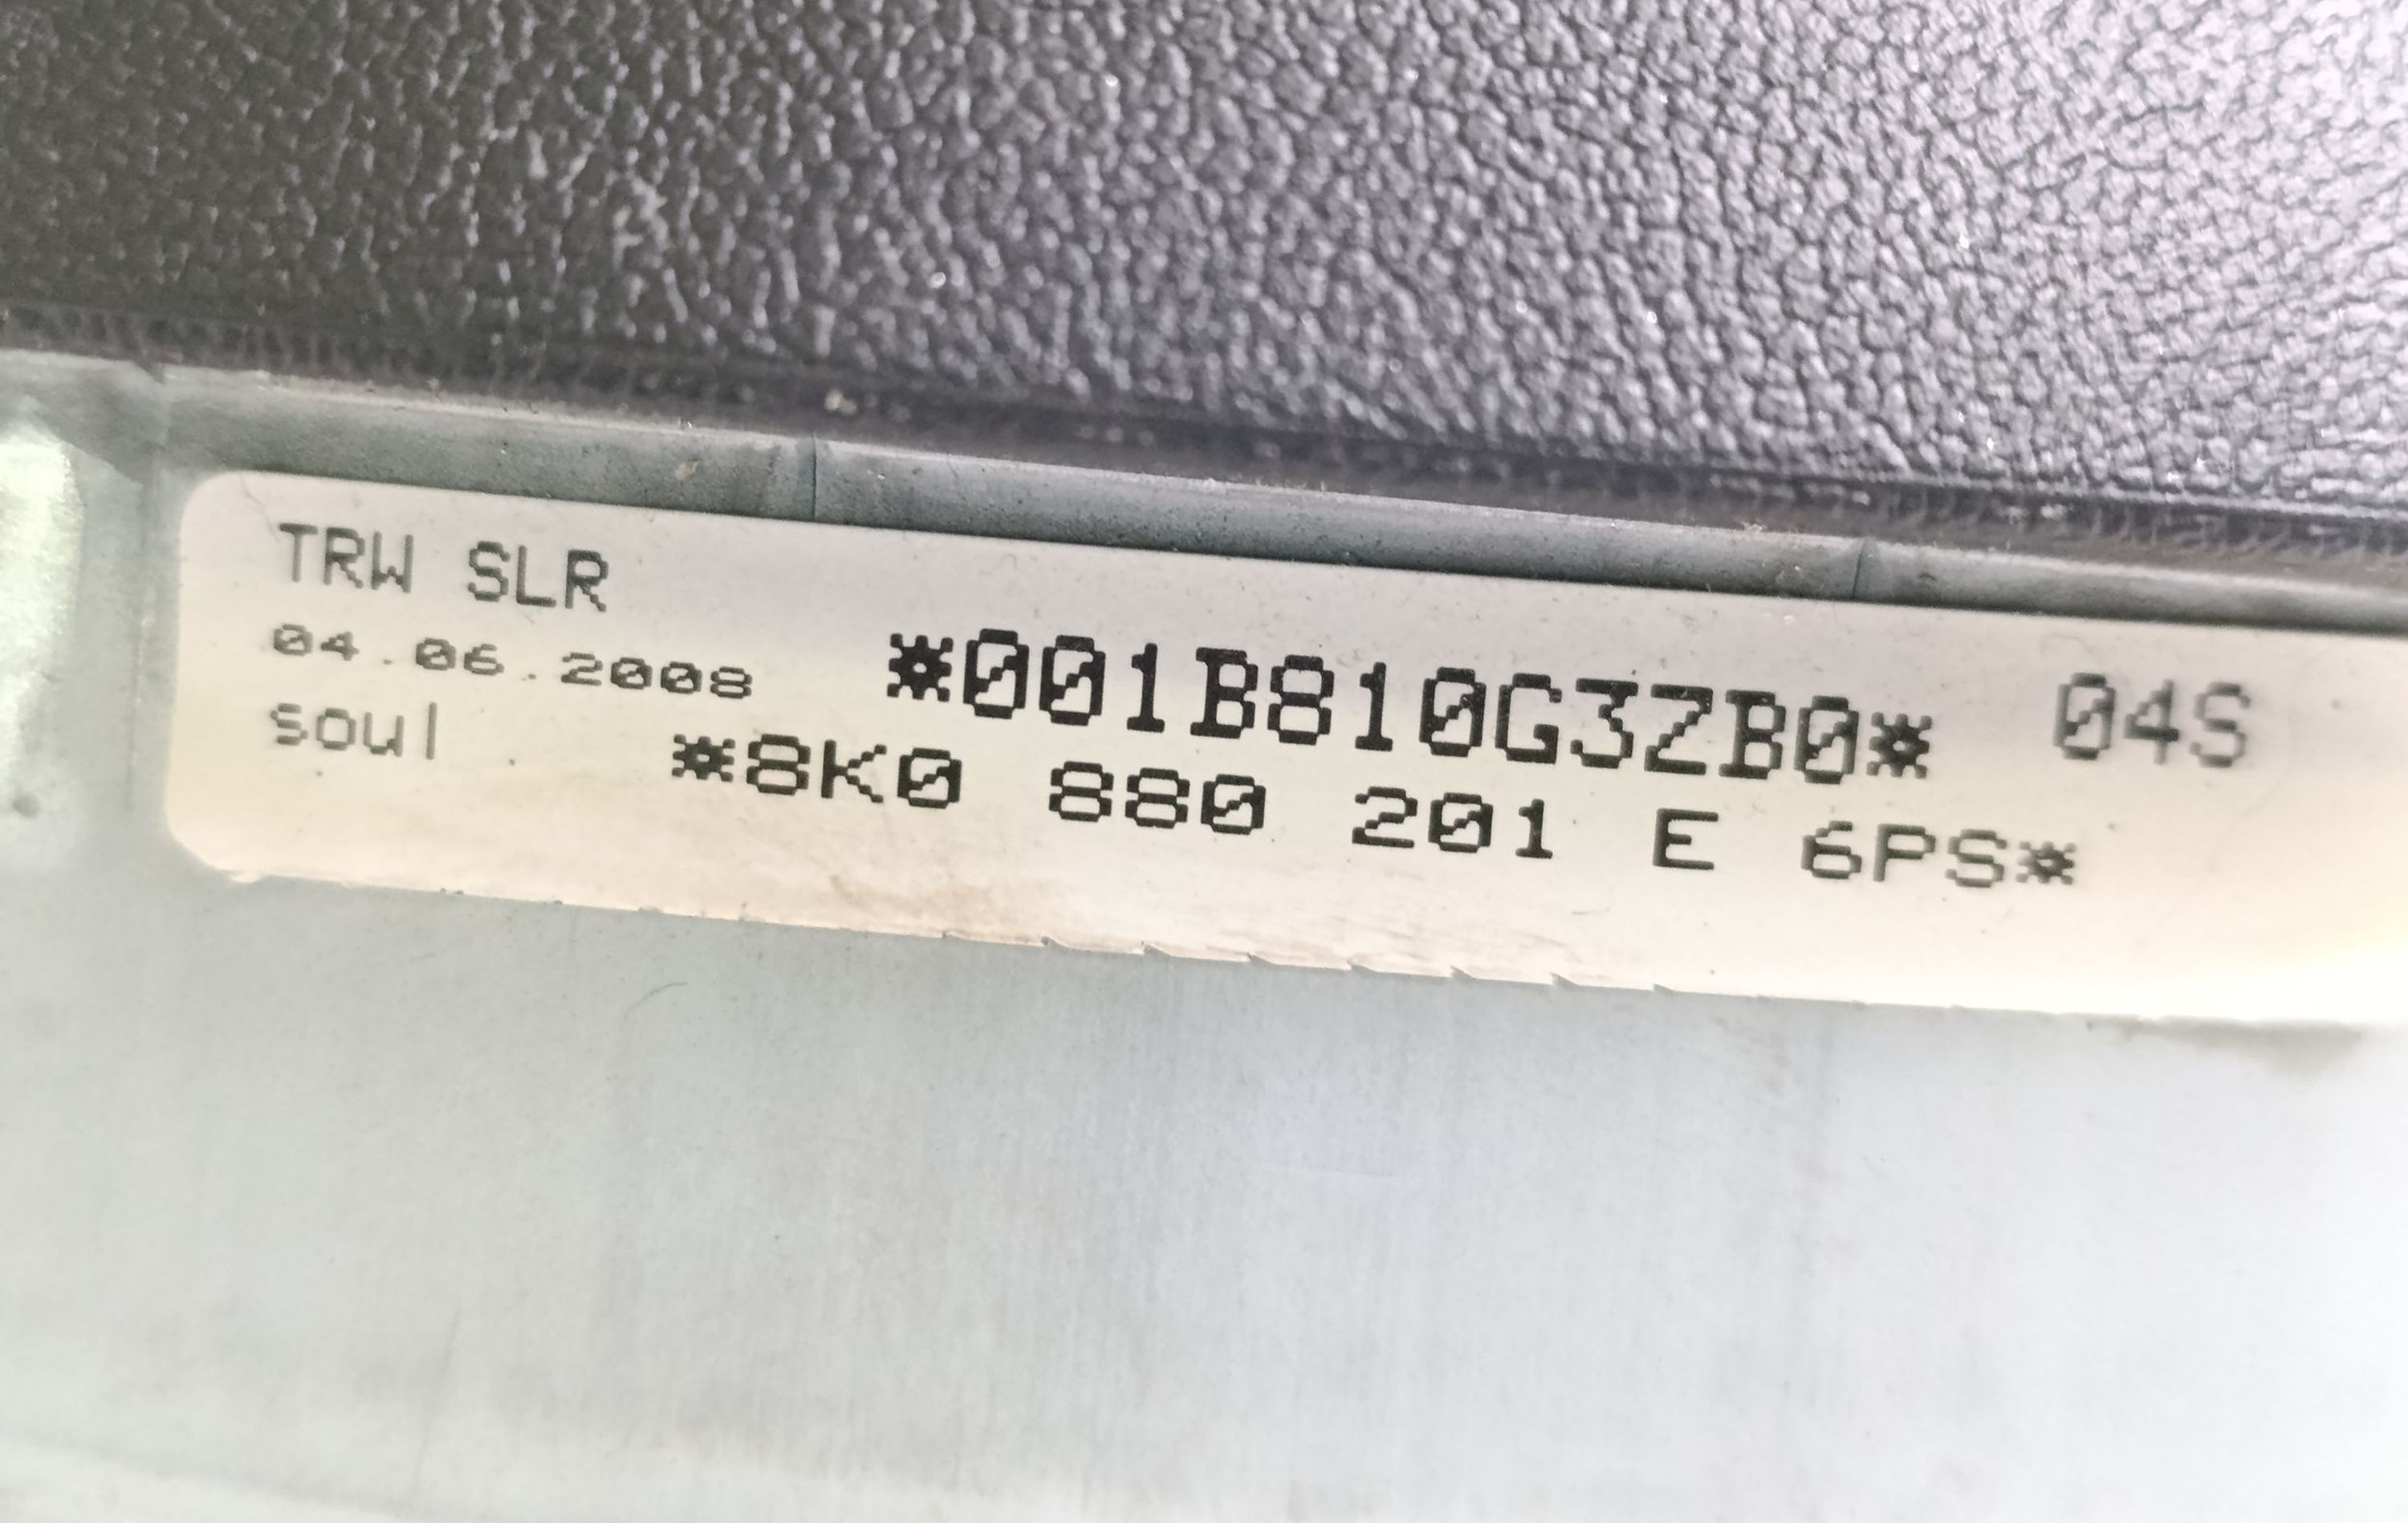 TRW SLR
04.06.2008 *001B810G3ZB0* 04S
soul *8K0 880 201 E 6PS*